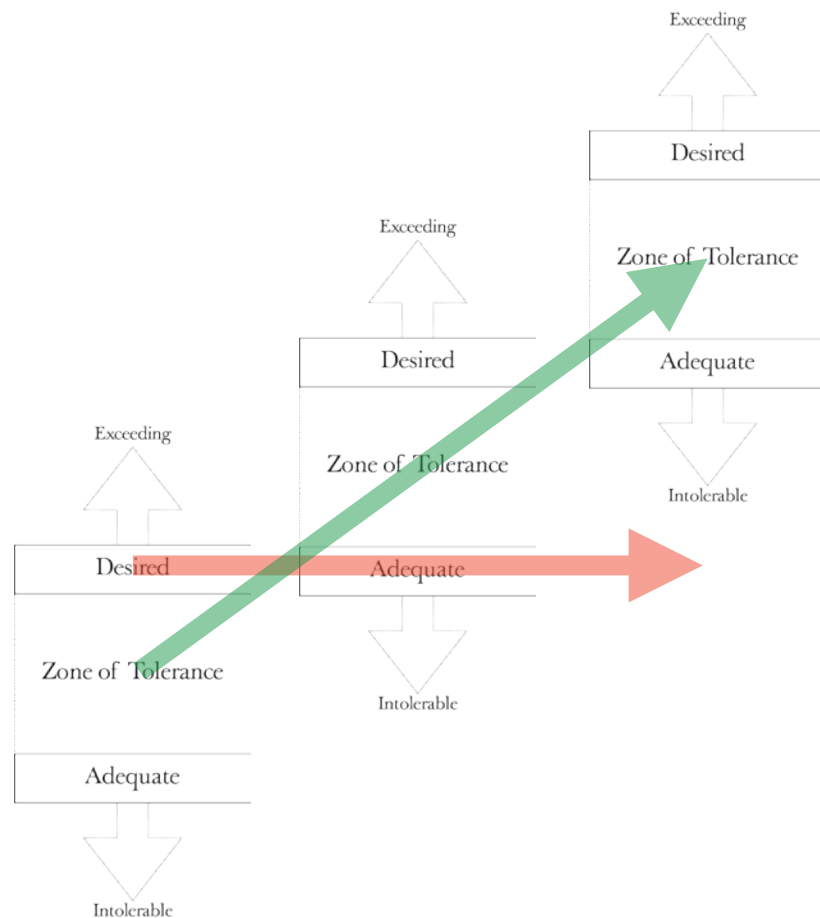 Exceeding
Desired
Zone of Tolerance
Adequate
Intolerable
Exceeding
Desired
Zone of Tolerance
Adequate
Intolerable
Exceeding
Desired
Zone of Tolerance
Adequate
Intolerable